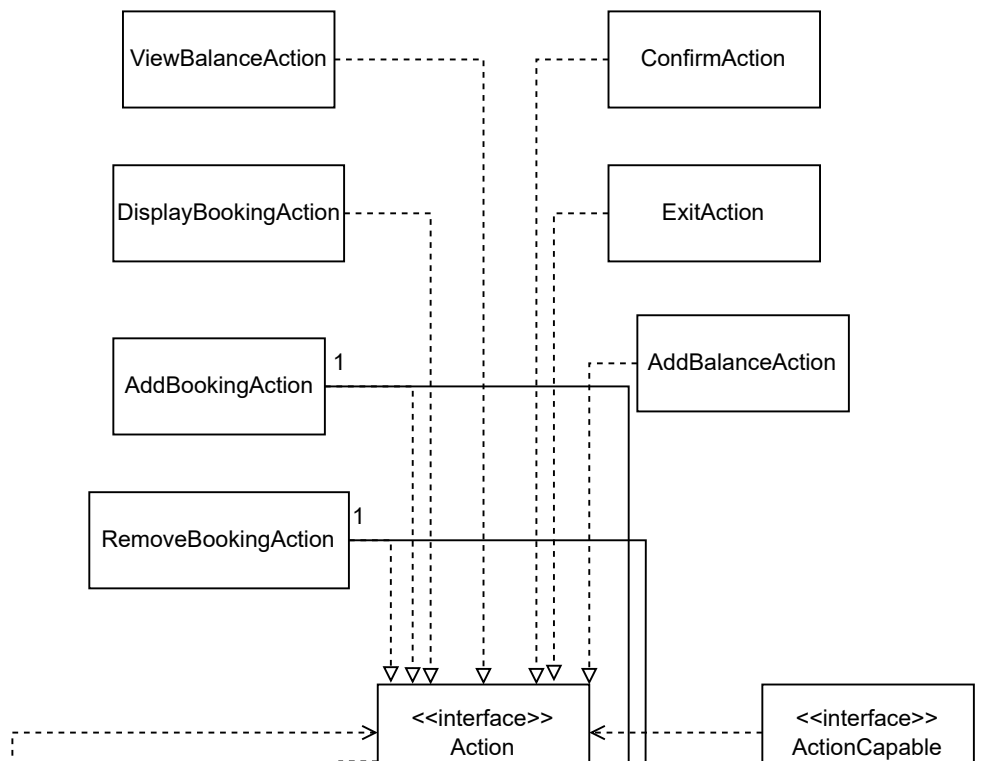 ViewBalanceAction
ConfirmAction
DisplayBookingAction
ExitAction
AddBookingAction
1
AddBalanceAction
RemoveBookingAction
1
<<interface>>
Action
<<interface>>
ActionCapable